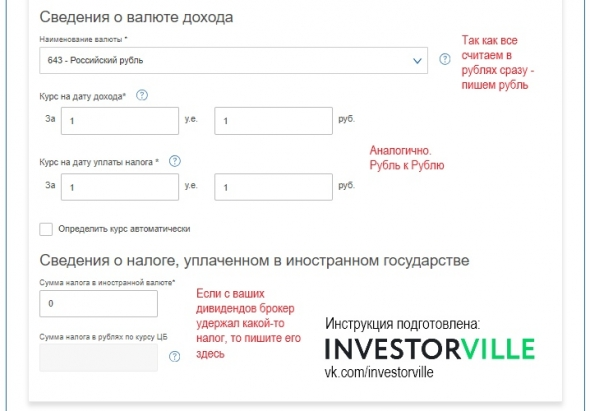 Сведения о валюте дохода
Наименование валюты *
643 - Российский рубль
?
Так как все
считаем в
рублях сразу -
пишем рубль
Курс на дату дохода* ?
За 1 у.е. 1 руб.
Аналогично.
Рубль к Рублю
Курс на дату уплаты налога * ?
За 1 у.е. 1 руб.
Определить курс автоматически
Сведения о налоге, уплаченном в иностранном государстве
Сумма налога в иностранной валюте*
0
Если с ваших
дивидендов брокер
удержал какой-то
налог, то пишите его
здесь
Сумма налога в рублях по курсу ЦБ
?
Инструкция подготовлена:
INVESTORVILLE
vk.com/investorville